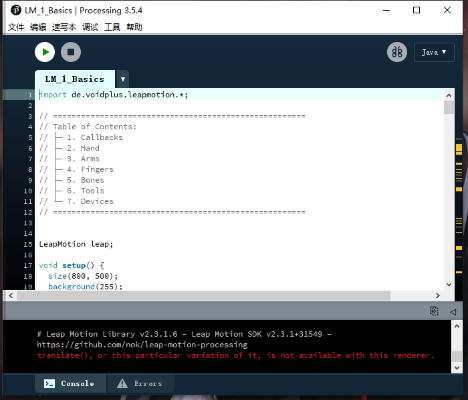 LM_1_Basics | Processing 3.5.4
文件 编辑 速写本 调试 工具 帮助
Java ▾
LM_1_Basics ▾
1 import de.voidplus.leapmotion.*;
2
3 // ======================================================
4 // Table of Contents:
5 // ├─ 1. Callbacks
6 // ├─ 2. Hand
7 // ├─ 3. Arms
8 // ├─ 4. Fingers
9 // ├─ 5. Bones
10 // ├─ 6. Tools
11 // └─ 7. Devices
12 // ======================================================
13
14
15 LeapMotion leap;
16
17 void setup() {
18 size(800, 500);
19 background(255);
# Leap Motion Library v2.3.1.6 - Leap Motion SDK v2.3.1+31549 -
https://github.com/nok/leap-motion-processing
translate(), or this particular variation of it, is not available with this renderer.
Console Errors